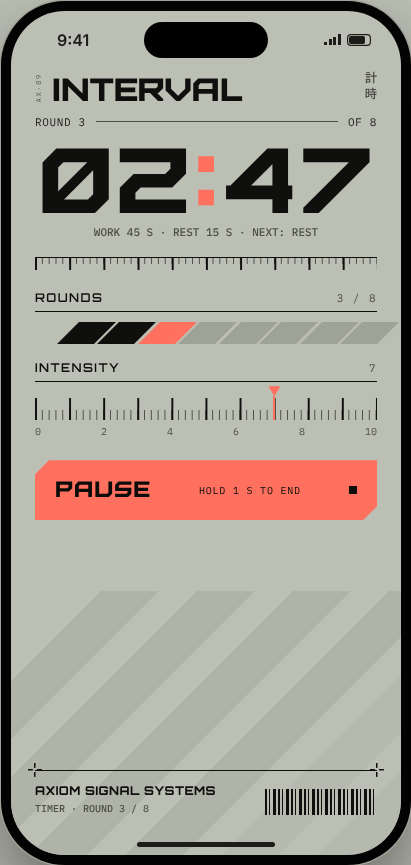 9:41
AX-09
INTERVAL
計時
ROUND 3 OF 8
02:47
WORK 45 S · REST 15 S · NEXT: REST
ROUNDS 3 / 8
INTENSITY 7
0 2 4 6 8 10
PAUSE HOLD 1 S TO END
AXIOM SIGNAL SYSTEMS
TIMER · ROUND 3 / 8